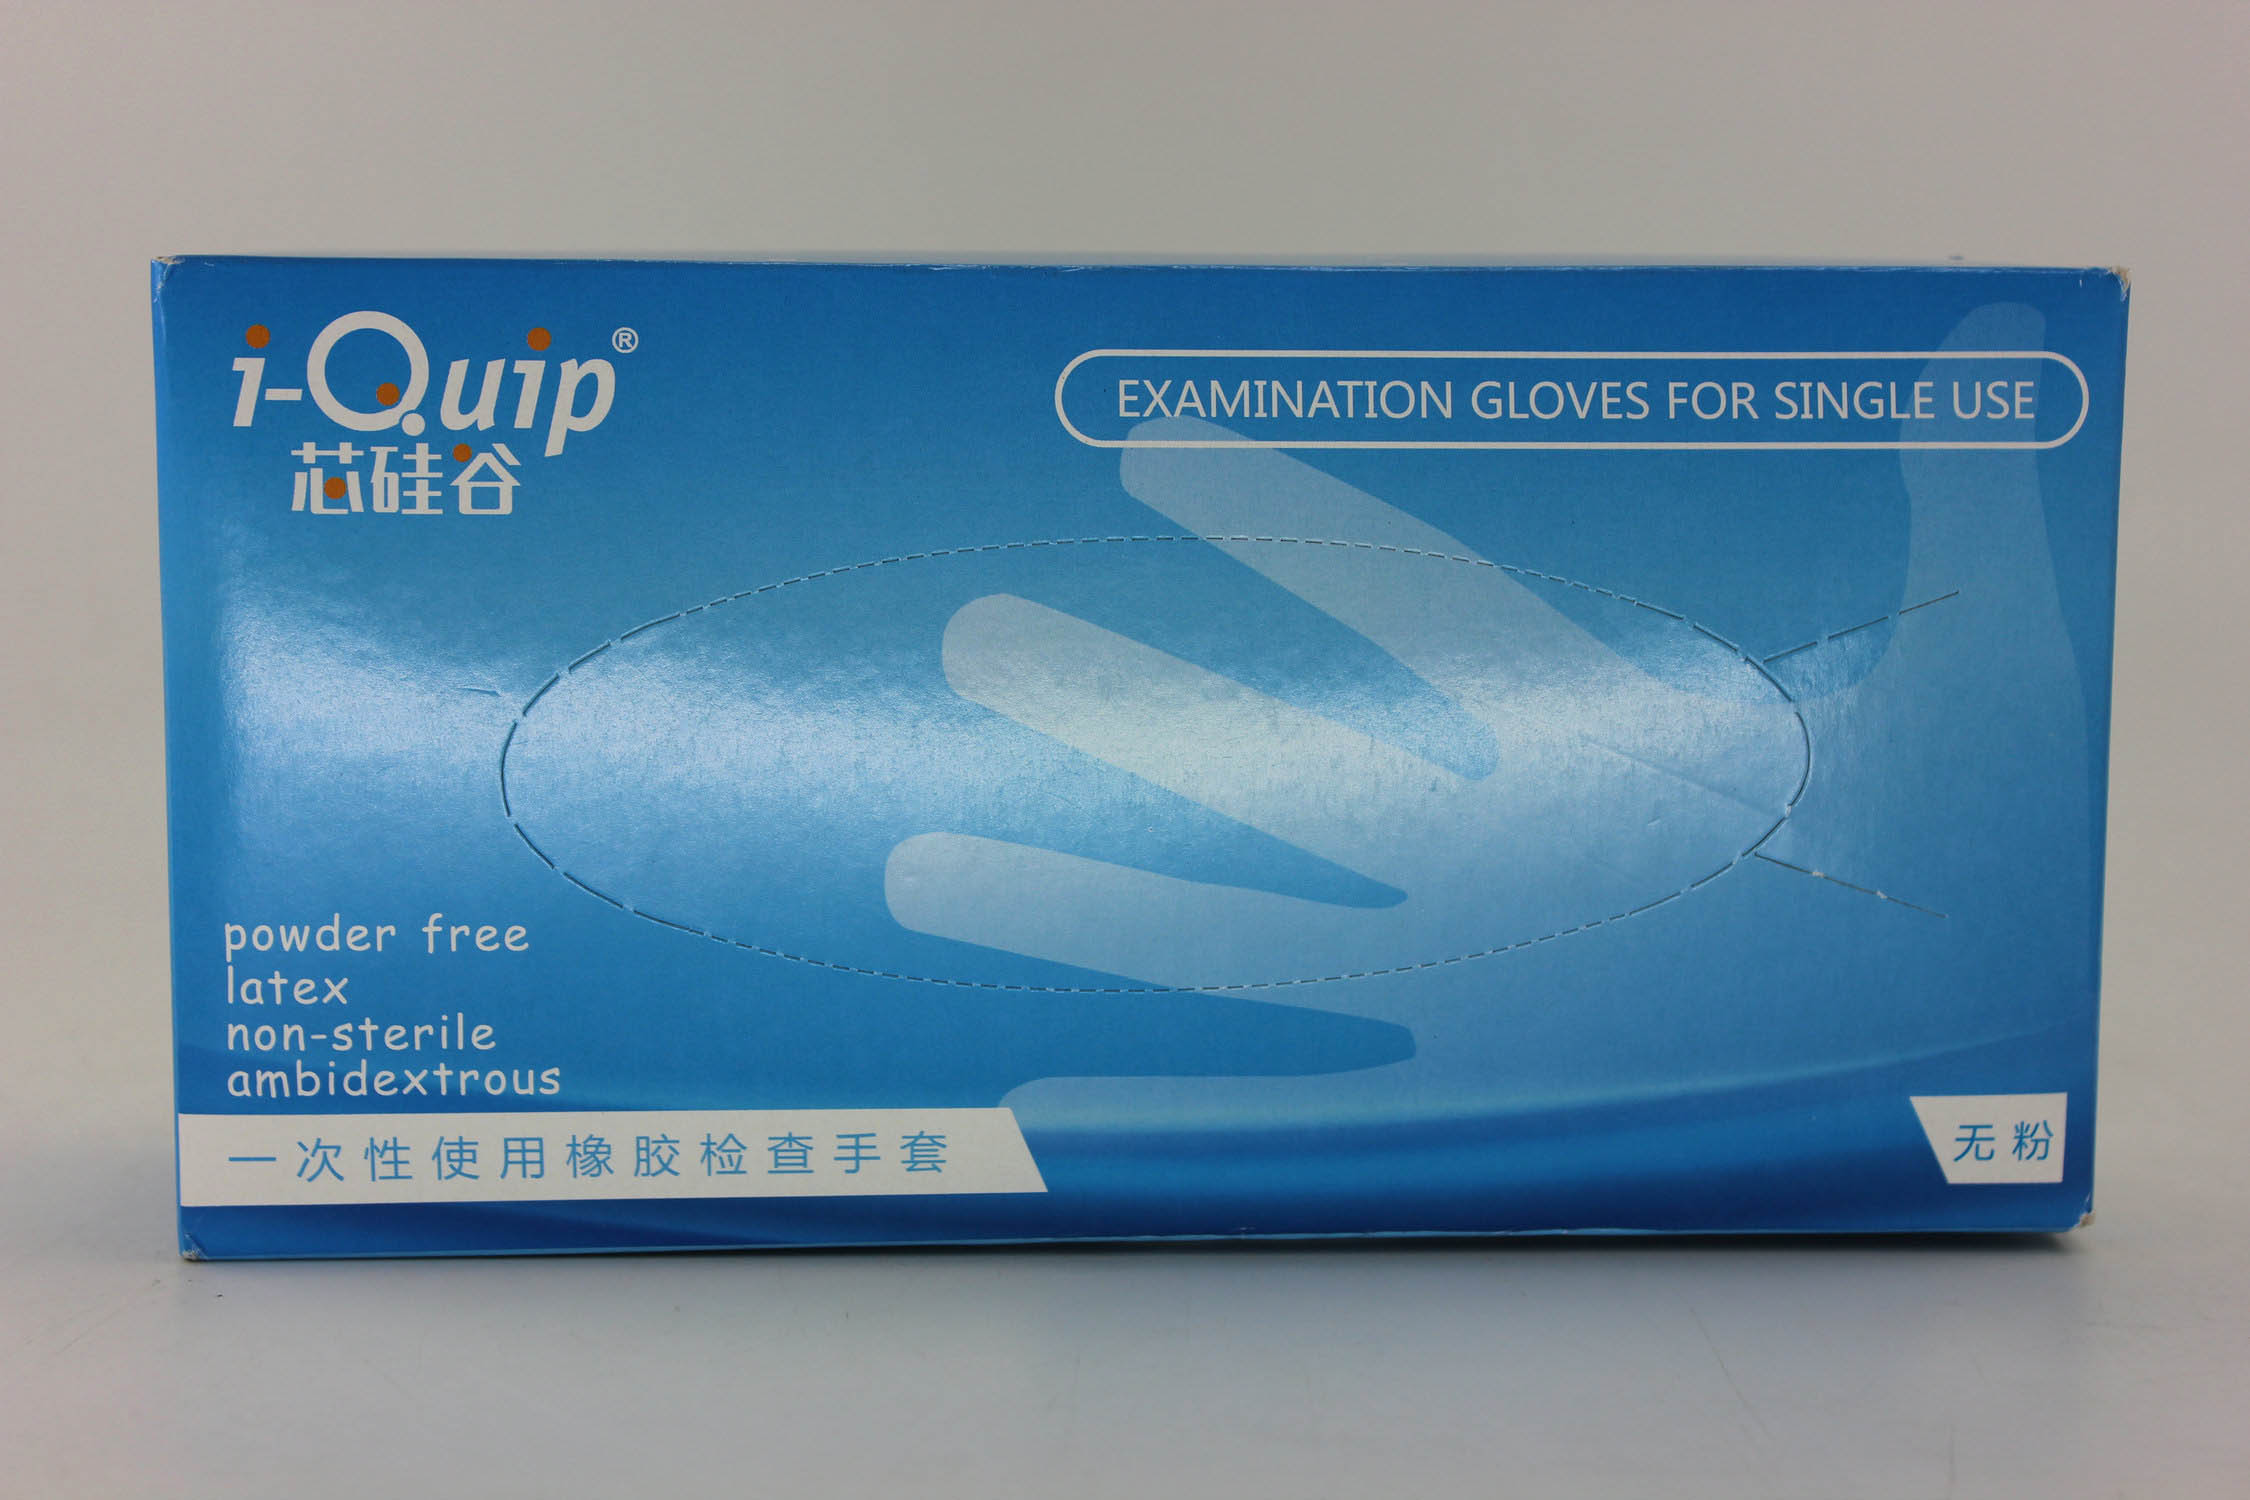 i-Quip®
芯硅谷
EXAMINATION GLOVES FOR SINGLE USE
powder free
latex
non-sterile
ambidextrous
一次性使用橡胶检查手套
无粉